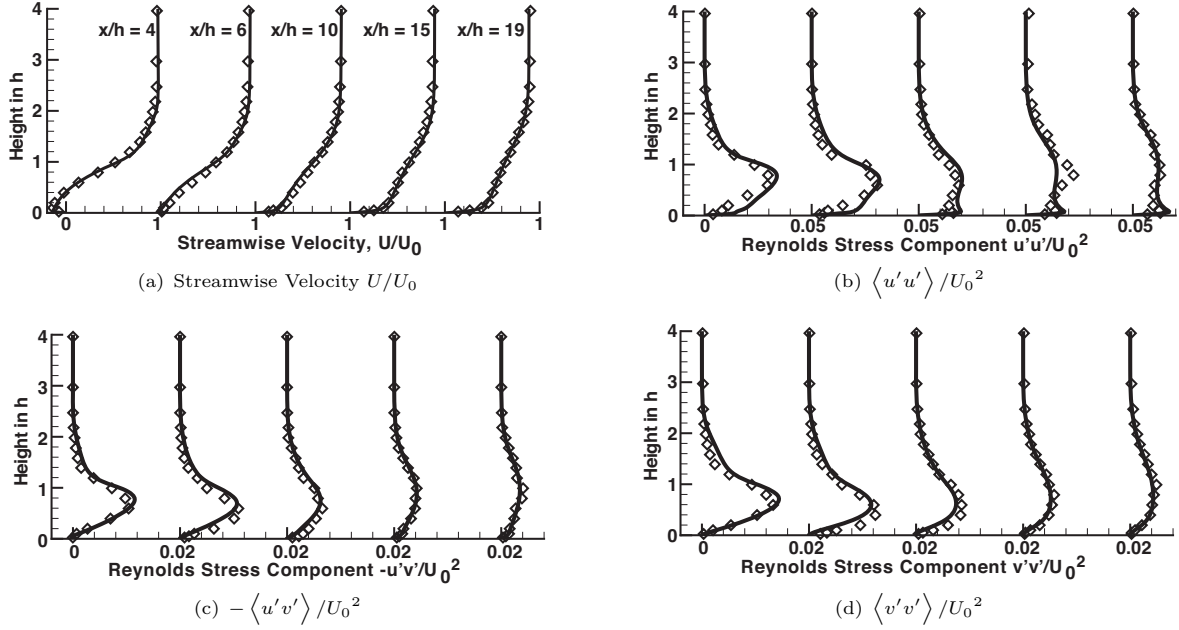 4
3
2
1
0
Height in h
x/h = 4 x/h = 6 x/h = 10 x/h = 15 x/h = 19
0 1 1 1 1 1
Streamwise Velocity, U/U₀
(a) Streamwise Velocity U/U₀
4
3
2
1
0
Height in h
0 0.05 0.05 0.05 0.05
Reynolds Stress Component u'u'/U₀²
(b) ⟨u′u′⟩ /U₀²
4
3
2
1
0
Height in h
0 0.02 0.02 0.02 0.02
Reynolds Stress Component -u'v'/U₀²
(c) − ⟨u′v′⟩ /U₀²
4
3
2
1
0
Height in h
0 0.02 0.02 0.02 0.02
Reynolds Stress Component v'v'/U₀²
(d) ⟨v′v′⟩ /U₀²